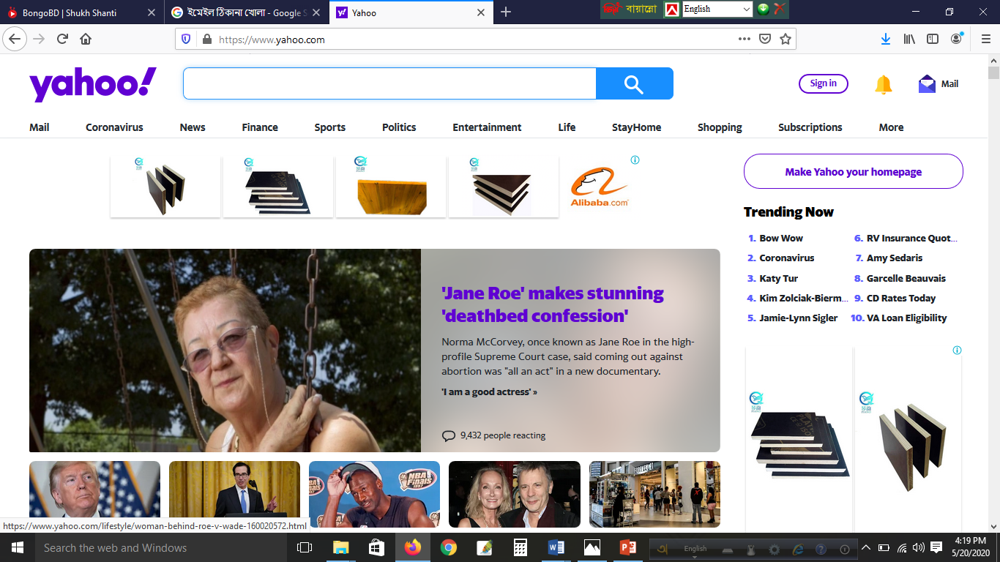 BongoBD | Shukh Shanti
ইমেইল ঠিকানা খোলা - Google S
Yahoo
বায়ান্নো
English
https://www.yahoo.com
yahoo!
Sign in
Mail
Mail Coronavirus News Finance Sports Politics Entertainment Life StayHome Shopping Subscriptions More
Alibaba.com
Make Yahoo your homepage
Trending Now
1. Bow Wow
2. Coronavirus
3. Katy Tur
4. Kim Zolciak-Bierm...
5. Jamie-Lynn Sigler
6. RV Insurance Quot...
7. Amy Sedaris
8. Garcelle Beauvais
9. CD Rates Today
10. VA Loan Eligibility
'Jane Roe' makes stunning
'deathbed confession'
Norma McCorvey, once known as Jane Roe in the high-
profile Supreme Court case, said coming out against
abortion was "all an act" in a new documentary.
'I am a good actress' »
9,432 people reacting
NBA
Finals
1997
https://www.yahoo.com/lifestyle/woman-behind-roe-v-wade-160020572.html
Search the web and Windows
English
4:19 PM
5/20/2020